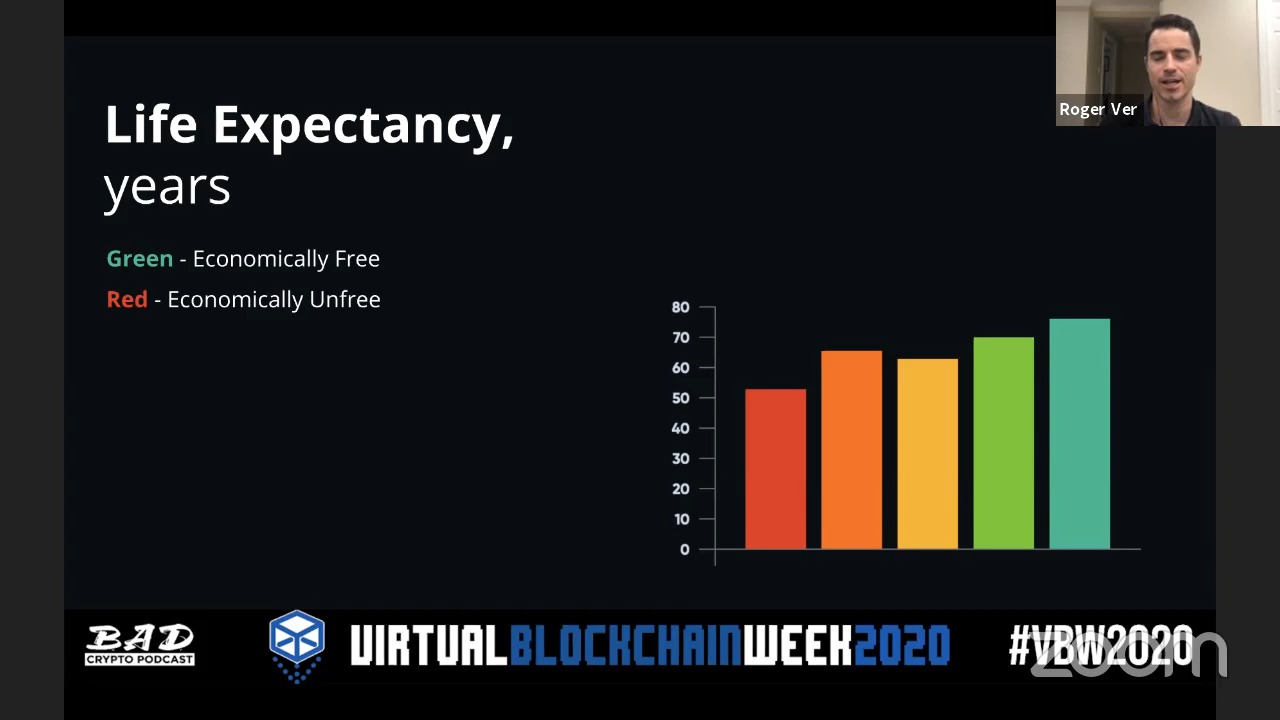 Roger Ver
Life Expectancy,
years
Green - Economically Free
Red - Economically Unfree
80
70
60
50
40
30
20
10
0
BAD
CRYPTO PODCAST
VIRTUALBLOCKCHAINWEEK2020
#VBW2020
zoom